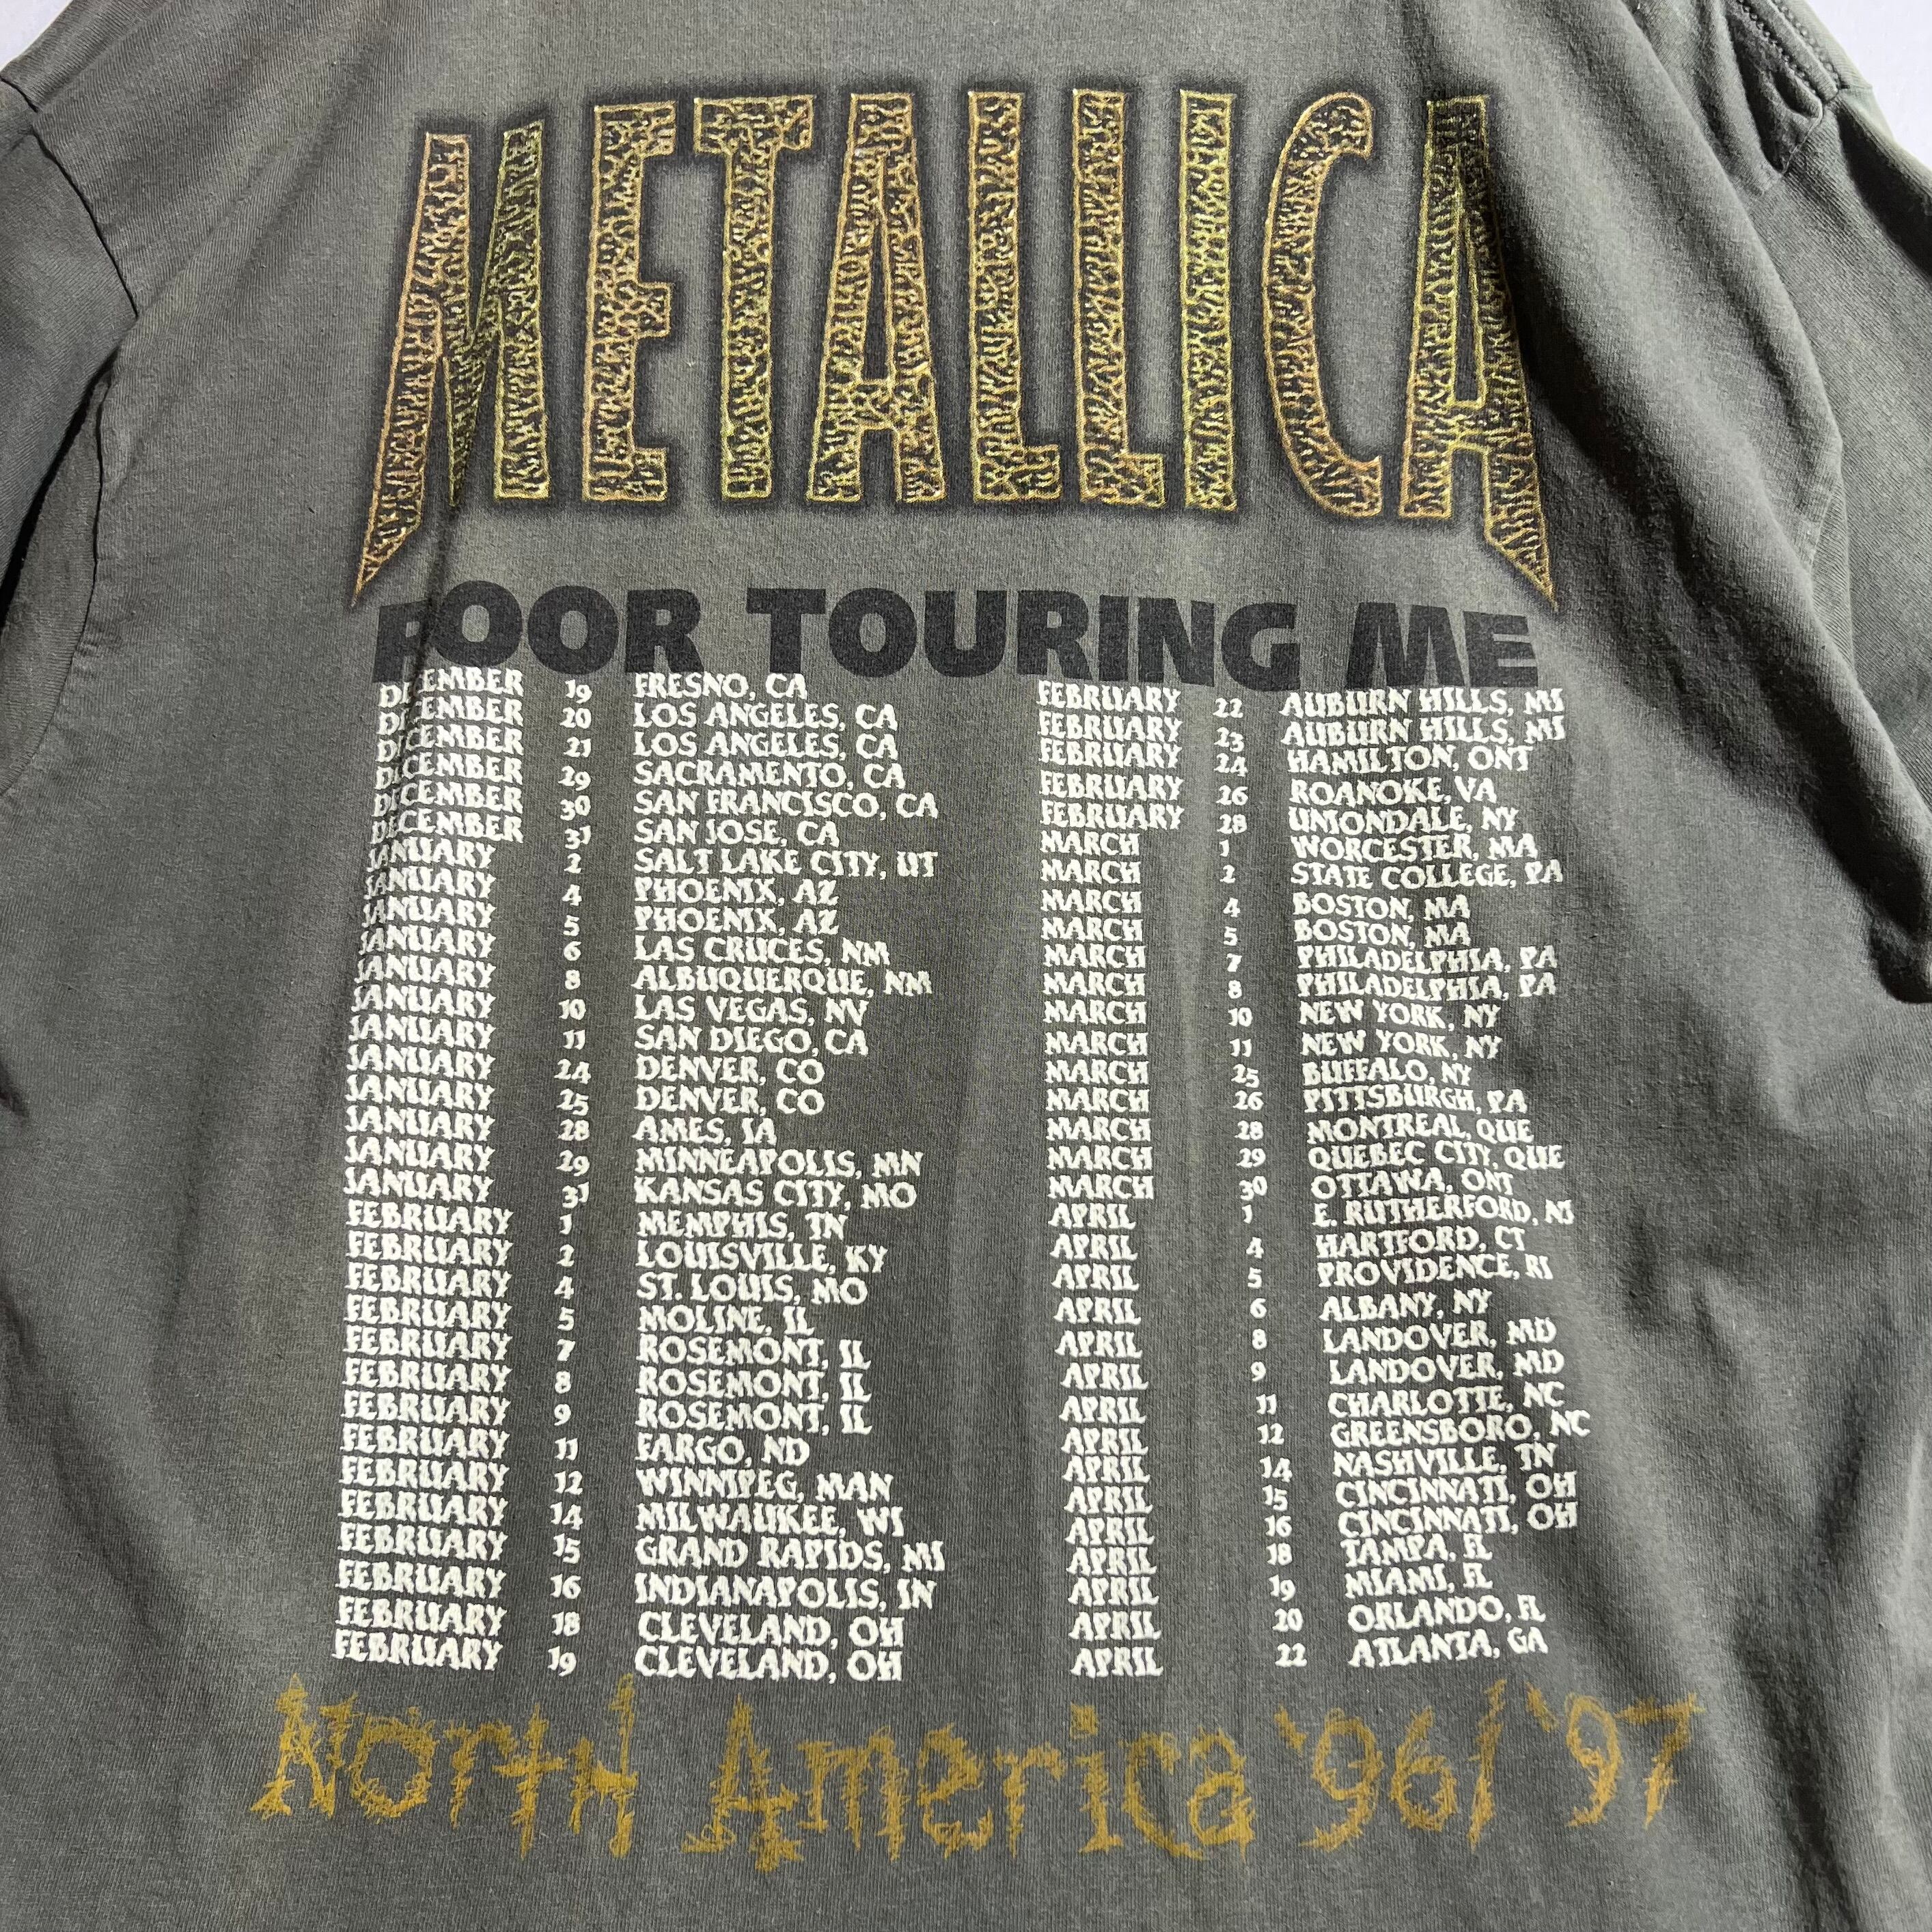 METALLICA
POOR TOURING ME
DECEMBER 19 FRESNO, CA
DECEMBER 20 LOS ANGELES, CA
DECEMBER 21 LOS ANGELES, CA
DECEMBER 29 SACRAMENTO, CA
DECEMBER 30 SAN FRANCISCO, CA
DECEMBER 31 SAN JOSE, CA
JANUARY 2 SALT LAKE CITY, UT
JANUARY 4 PHOENIX, AZ
JANUARY 5 PHOENIX, AZ
JANUARY 6 LAS CRUCES, NM
JANUARY 8 ALBUQUERQUE, NM
JANUARY 10 LAS VEGAS, NV
JANUARY 11 SAN DIEGO, CA
JANUARY 24 DENVER, CO
JANUARY 25 DENVER, CO
JANUARY 28 AMES, IA
JANUARY 29 MINNEAPOLIS, MN
JANUARY 31 KANSAS CITY, MO
FEBRUARY 1 MEMPHIS, TN
FEBRUARY 2 LOUISVILLE, KY
FEBRUARY 4 ST. LOUIS, MO
FEBRUARY 5 MOLINE, IL
FEBRUARY 7 ROSEMONT, IL
FEBRUARY 8 ROSEMONT, IL
FEBRUARY 9 ROSEMONT, IL
FEBRUARY 11 FARGO, ND
FEBRUARY 12 WINNIPEG, MAN
FEBRUARY 14 MILWAUKEE, WI
FEBRUARY 15 GRAND RAPIDS, MI
FEBRUARY 16 INDIANAPOLIS, IN
FEBRUARY 18 CLEVELAND, OH
FEBRUARY 19 CLEVELAND, OH
FEBRUARY 22 AUBURN HILLS, MI
FEBRUARY 23 AUBURN HILLS, MI
FEBRUARY 24 HAMILTON, ONT
FEBRUARY 26 ROANOKE, VA
FEBRUARY 28 UNIONDALE, NY
MARCH 1 WORCESTER, MA
MARCH 2 STATE COLLEGE, PA
MARCH 4 BOSTON, MA
MARCH 5 BOSTON, MA
MARCH 7 PHILADELPHIA, PA
MARCH 8 PHILADELPHIA, PA
MARCH 10 NEW YORK, NY
MARCH 11 NEW YORK, NY
MARCH 25 BUFFALO, NY
MARCH 26 PITTSBURGH, PA
MARCH 28 MONTREAL, QUE
MARCH 29 QUEBEC CITY, QUE
MARCH 30 OTTAWA, ONT
APRIL 1 E. RUTHERFORD, NJ
APRIL 4 HARTFORD, CT
APRIL 5 PROVIDENCE, RI
APRIL 6 ALBANY, NY
APRIL 8 LANDOVER, MD
APRIL 9 LANDOVER, MD
APRIL 11 CHARLOTTE, NC
APRIL 12 GREENSBORO, NC
APRIL 14 NASHVILLE, TN
APRIL 15 CINCINNATI, OH
APRIL 16 CINCINNATI, OH
APRIL 18 TAMPA, FL
APRIL 19 MIAMI, FL
APRIL 20 ORLANDO, FL
APRIL 22 ATLANTA, GA
North America '96/'97